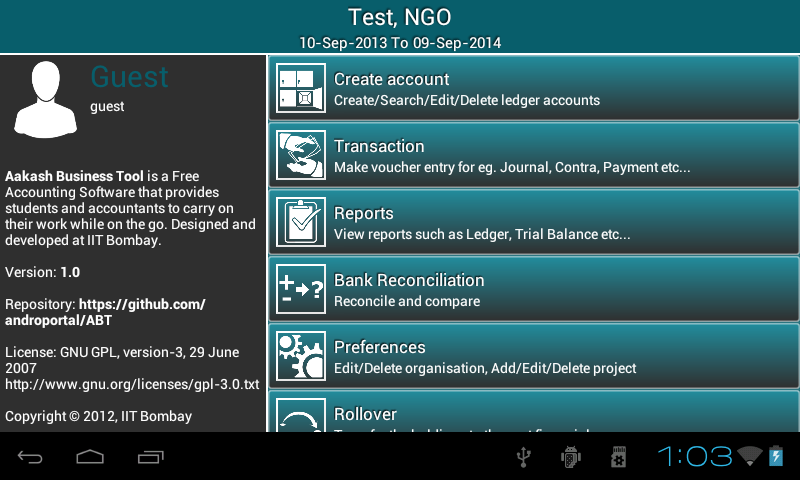 Test, NGO
10-Sep-2013 To 09-Sep-2014
Guest
guest
Aakash Business Tool is a Free
Accounting Software that provides
students and accountants to carry on
their work while on the go. Designed and
developed at IIT Bombay.
Version: 1.0
Repository: https://github.com/
androportal/ABT
License: GNU GPL, version-3, 29 June
2007
http://www.gnu.org/licenses/gpl-3.0.txt
Copyright © 2012, IIT Bombay
Create account
Create/Search/Edit/Delete ledger accounts
Transaction
Make voucher entry for eg. Journal, Contra, Payment etc...
Reports
View reports such as Ledger, Trial Balance etc...
Bank Reconciliation
Reconcile and compare
Preferences
Edit/Delete organisation, Add/Edit/Delete project
Rollover
1:03